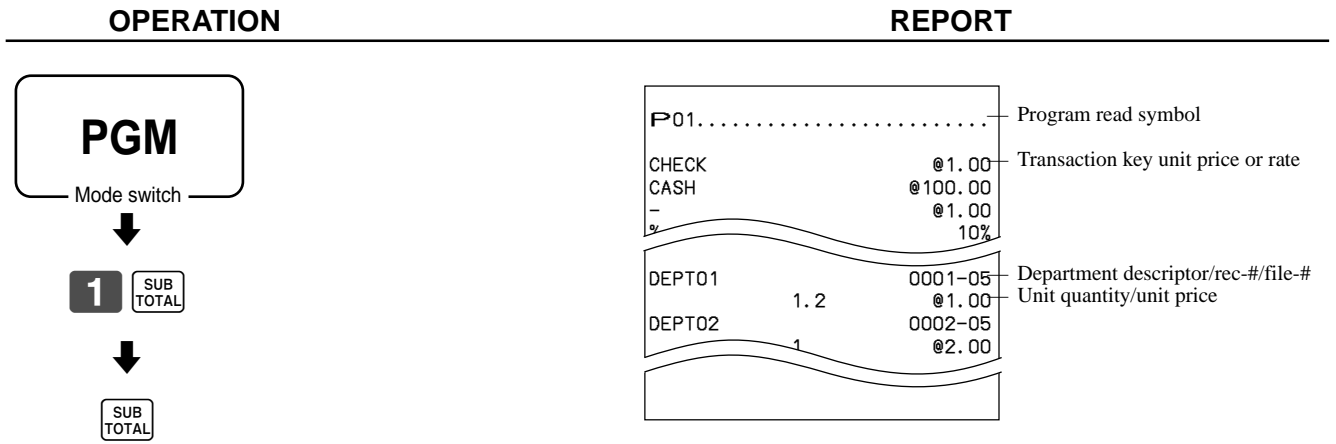 OPERATION
REPORT
PGM
Mode switch
1 SUB TOTAL
SUB TOTAL
P01......................... Program read symbol
CHECK @1.00 Transaction key unit price or rate
CASH @100.00
- @1.00
% 10%
DEPT01 0001-05 Department descriptor/rec-#/file-#
1.2 @1.00 Unit quantity/unit price
DEPT02 0002-05
1 @2.00